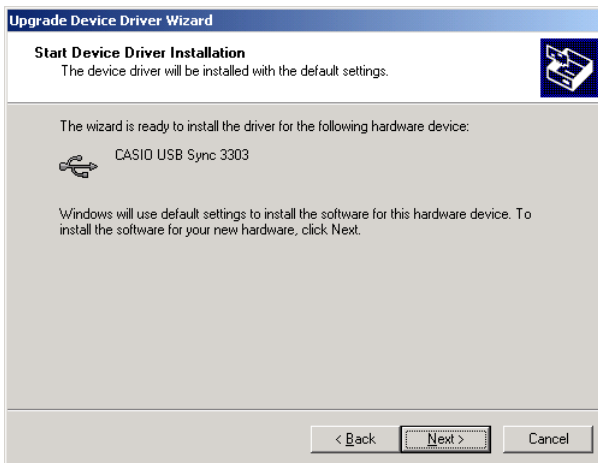 Upgrade Device Driver Wizard
Start Device Driver Installation
The device driver will be installed with the default settings.
The wizard is ready to install the driver for the following hardware device:
CASIO USB Sync 3303
Windows will use default settings to install the software for this hardware device. To
install the software for your new hardware, click Next.
< Back
Next >
Cancel